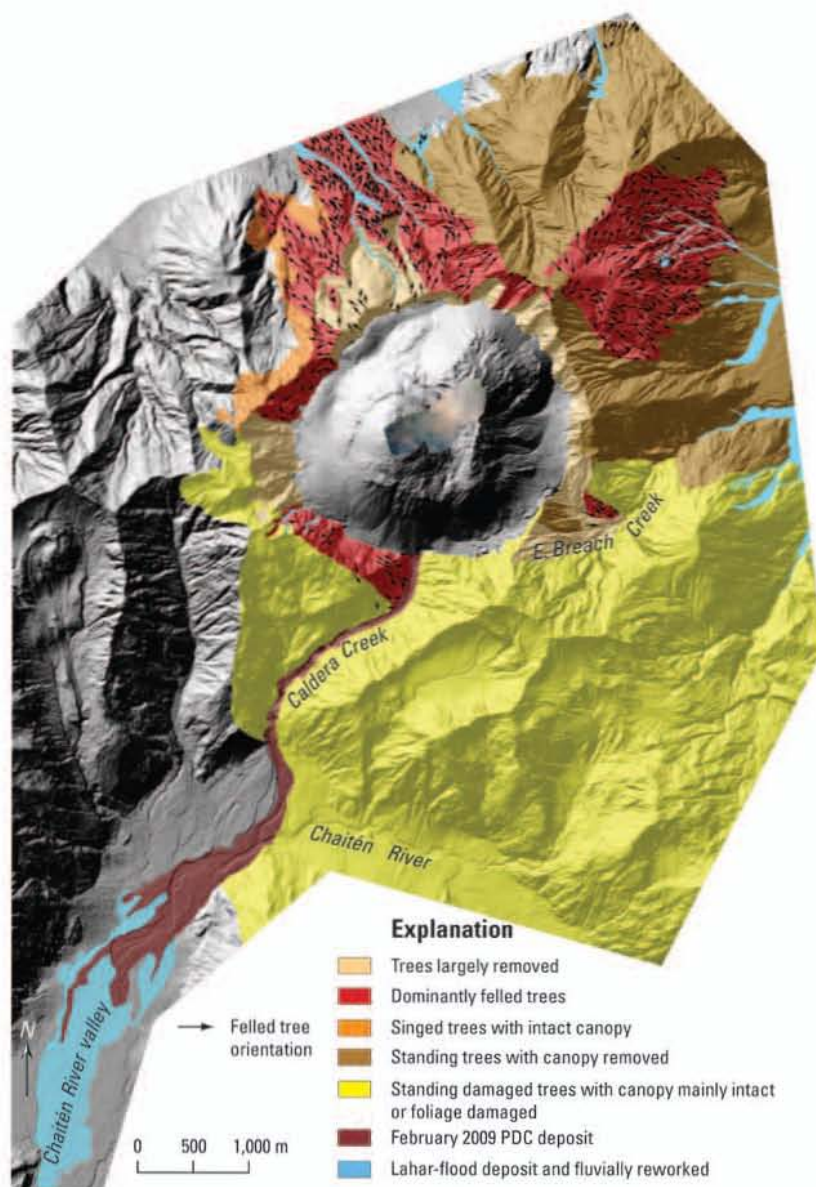 E. Breach Creek
Caldera Creek
Chaitén River
Chaitén River valley
N
Explanation
Trees largely removed
Dominantly felled trees
Singed trees with intact canopy
Standing trees with canopy removed
Standing damaged trees with canopy mainly intact
or foliage damaged
February 2009 PDC deposit
Lahar-flood deposit and fluvially reworked
Felled tree
orientation
0 500 1,000 m